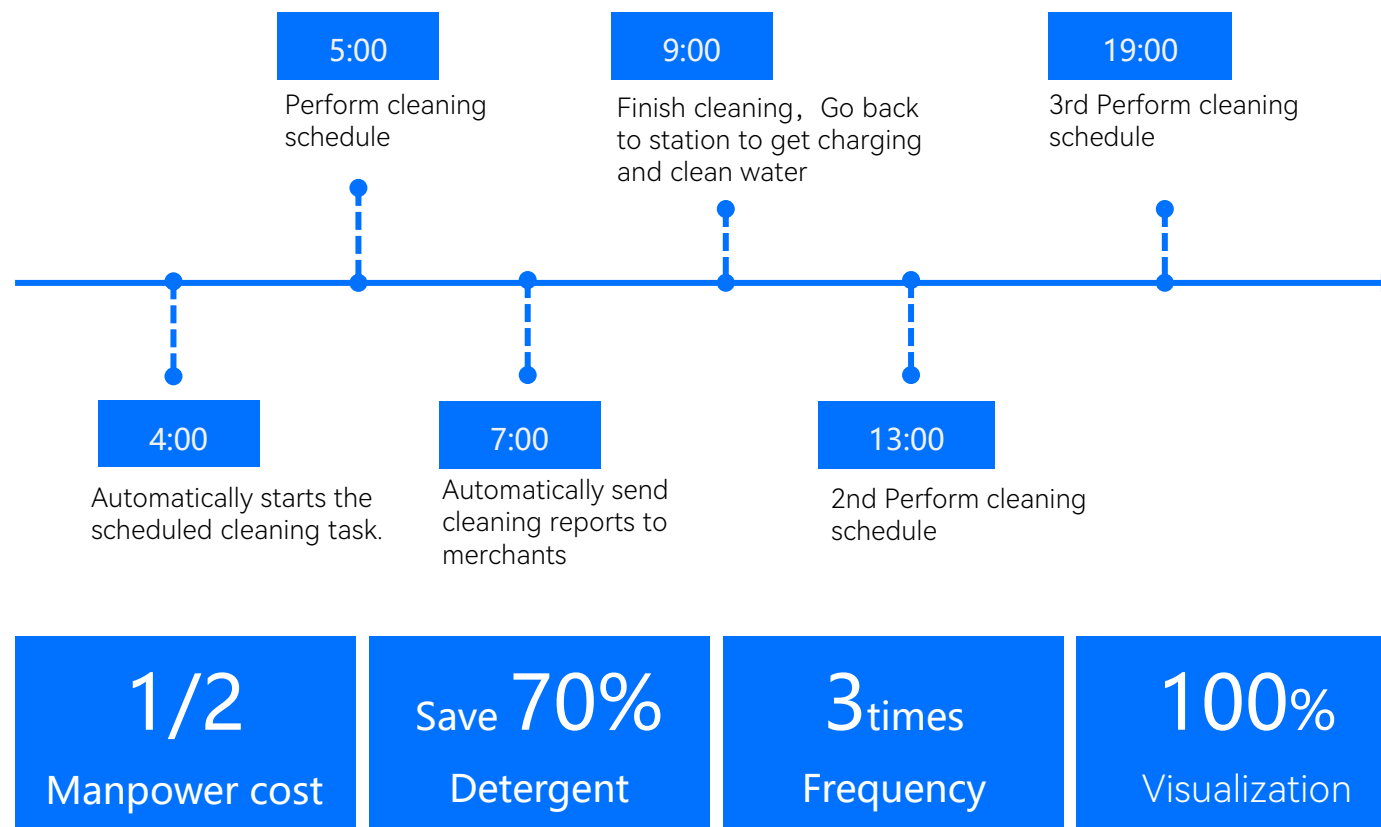 5:00
Perform cleaning
schedule
9:00
Finish cleaning，Go back
to station to get charging
and clean water
19:00
3rd Perform cleaning
schedule
4:00
Automatically starts the
scheduled cleaning task.
7:00
Automatically send
cleaning reports to
merchants
13:00
2nd Perform cleaning
schedule
1/2
Manpower cost
Save 70%
Detergent
3times
Frequency
100%
Visualization